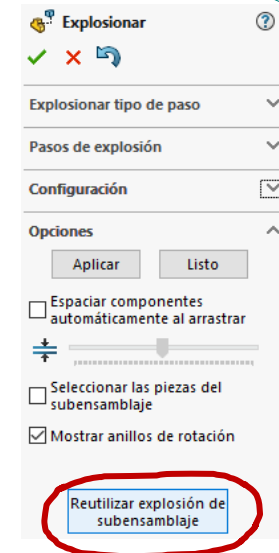 Explosionar
Explosionar tipo de paso
Pasos de explosión
Configuración
Opciones
Aplicar Listo
Espaciar componentes
automáticamente al arrastrar
Seleccionar las piezas del
subensamblaje
Mostrar anillos de rotación
Reutilizar explosión de
subensamblaje